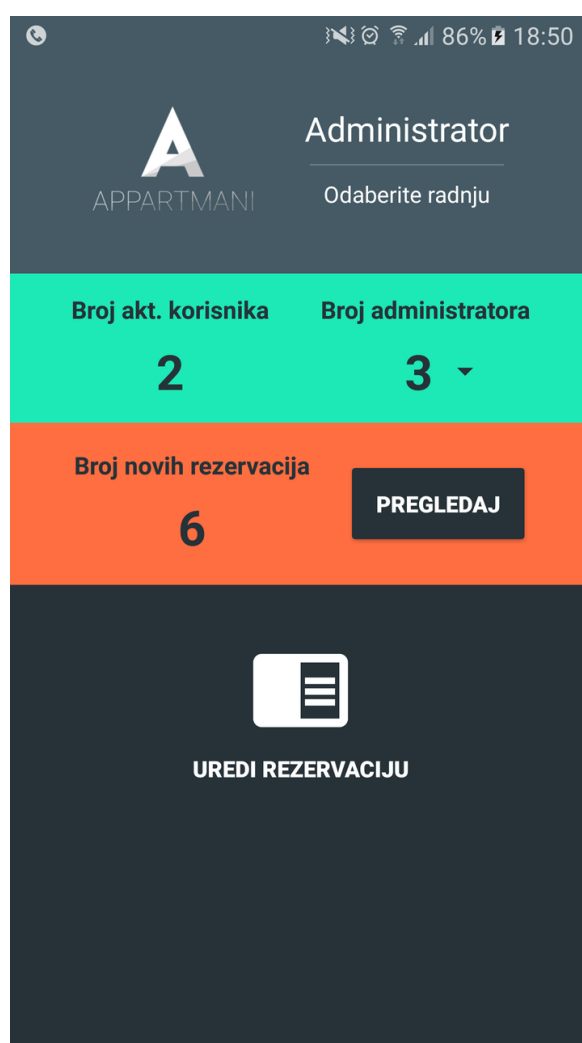 86% 18:50
A
APPARTMANI
Administrator
Odaberite radnju
Broj akt. korisnika
2
Broj administratora
3
Broj novih rezervacija
6
PREGLEDAJ
UREDI REZERVACIJU